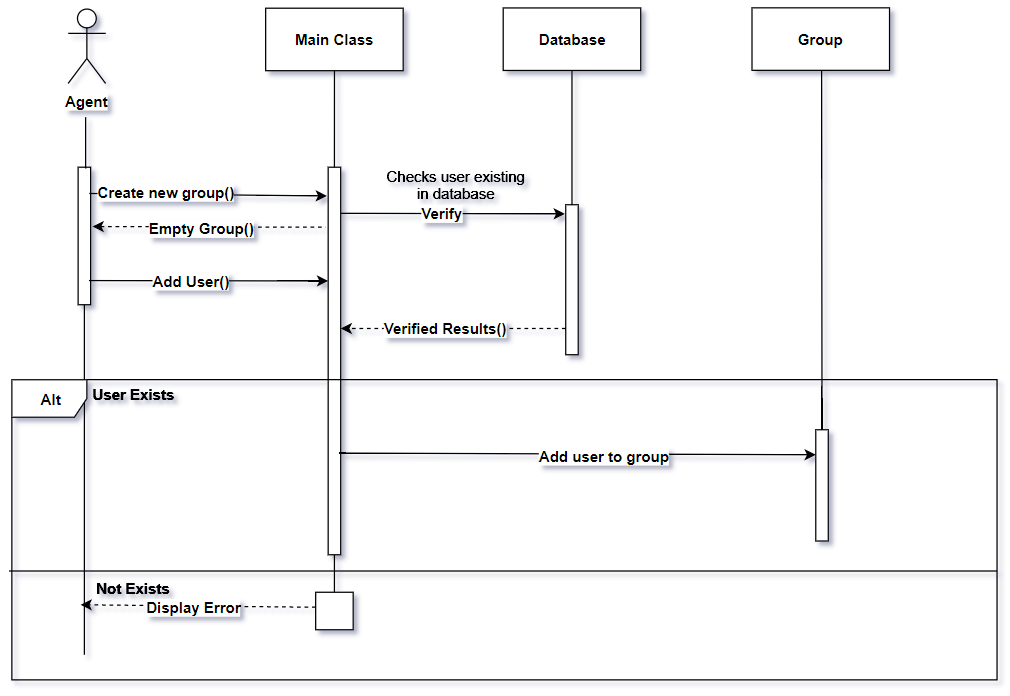 Agent
Main Class
Database
Group
Create new group()
Checks user existing
in database
Verify
Empty Group()
Add User()
Verified Results()
Alt
User Exists
Add user to group
Not Exists
Display Error